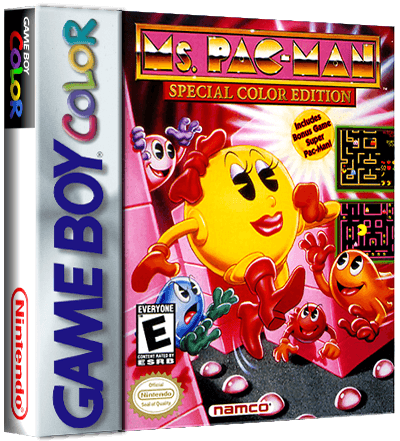 GAME BOY
COLOR
Nintendo
GAME BOY COLOR
MS. PAC-MAN
SPECIAL COLOR EDITION
Includes
Bonus Game
Super
Pac-Man!
EVERYONE
E
CONTENT RATED BY
ESRB
Official
Nintendo
Seal of Quality
namco